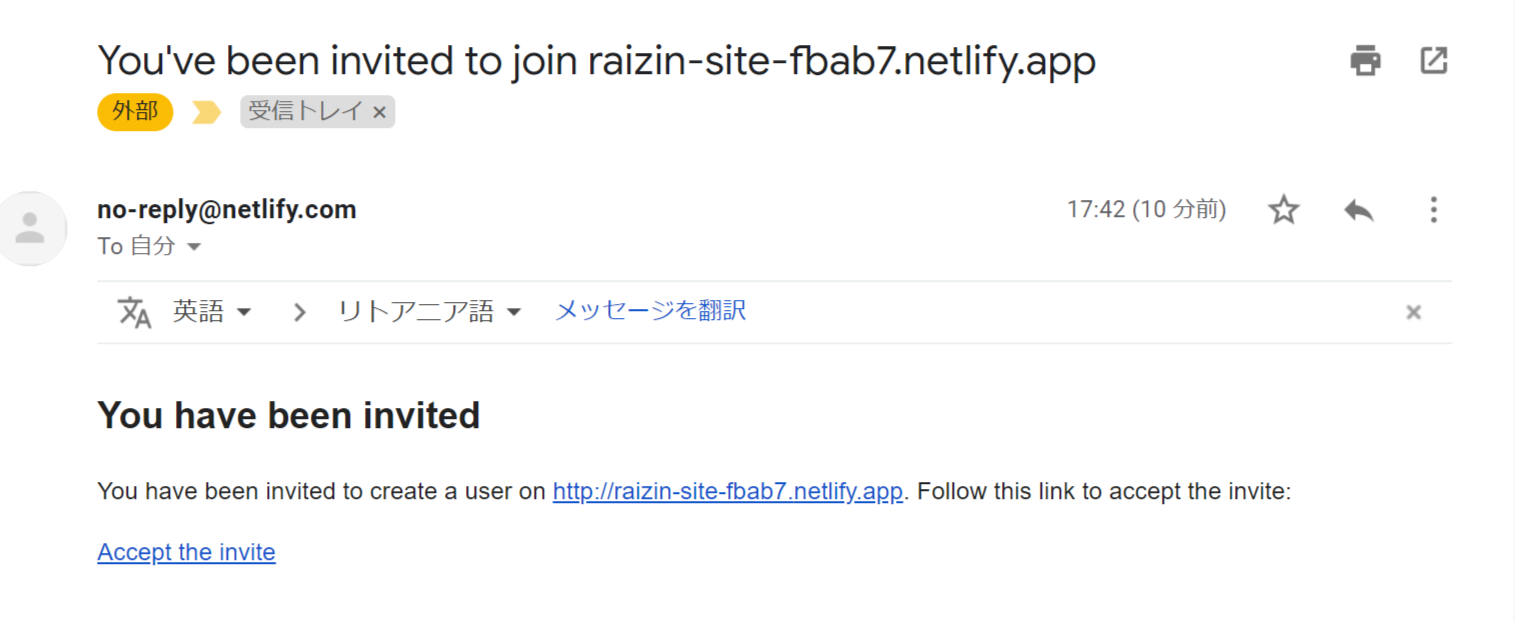 You've been invited to join raizin-site-fbab7.netlify.app
外部 受信トレイ ×
no-reply@netlify.com 17:42 (10 分前)
To 自分
英語 リトアニア語 メッセージを翻訳
You have been invited
You have been invited to create a user on http://raizin-site-fbab7.netlify.app. Follow this link to accept the invite:
Accept the invite